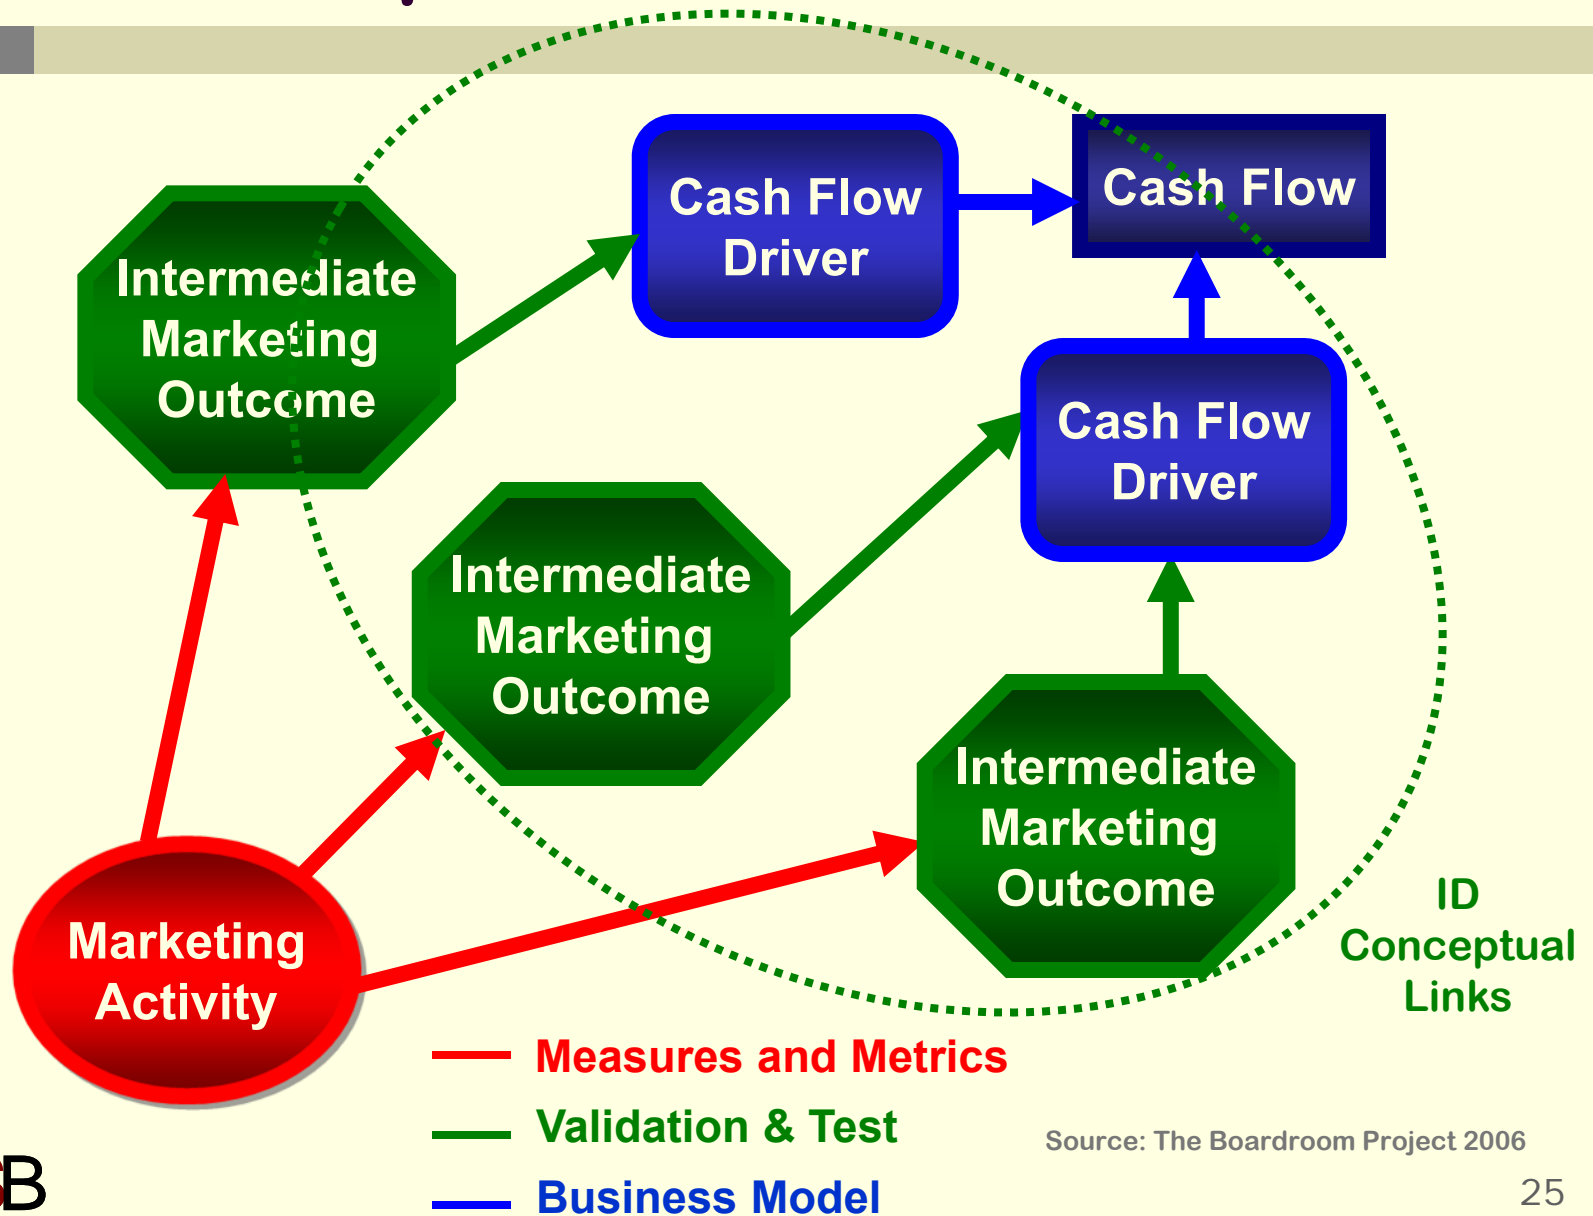 Cash Flow
Driver
Cash Flow
Intermediate
Marketing
Outcome
Cash Flow
Driver
Intermediate
Marketing
Outcome
Intermediate
Marketing
Outcome
ID
Conceptual
Links
Marketing
Activity
Measures and Metrics
Validation & Test
Business Model
Source: The Boardroom Project 2006
B
25